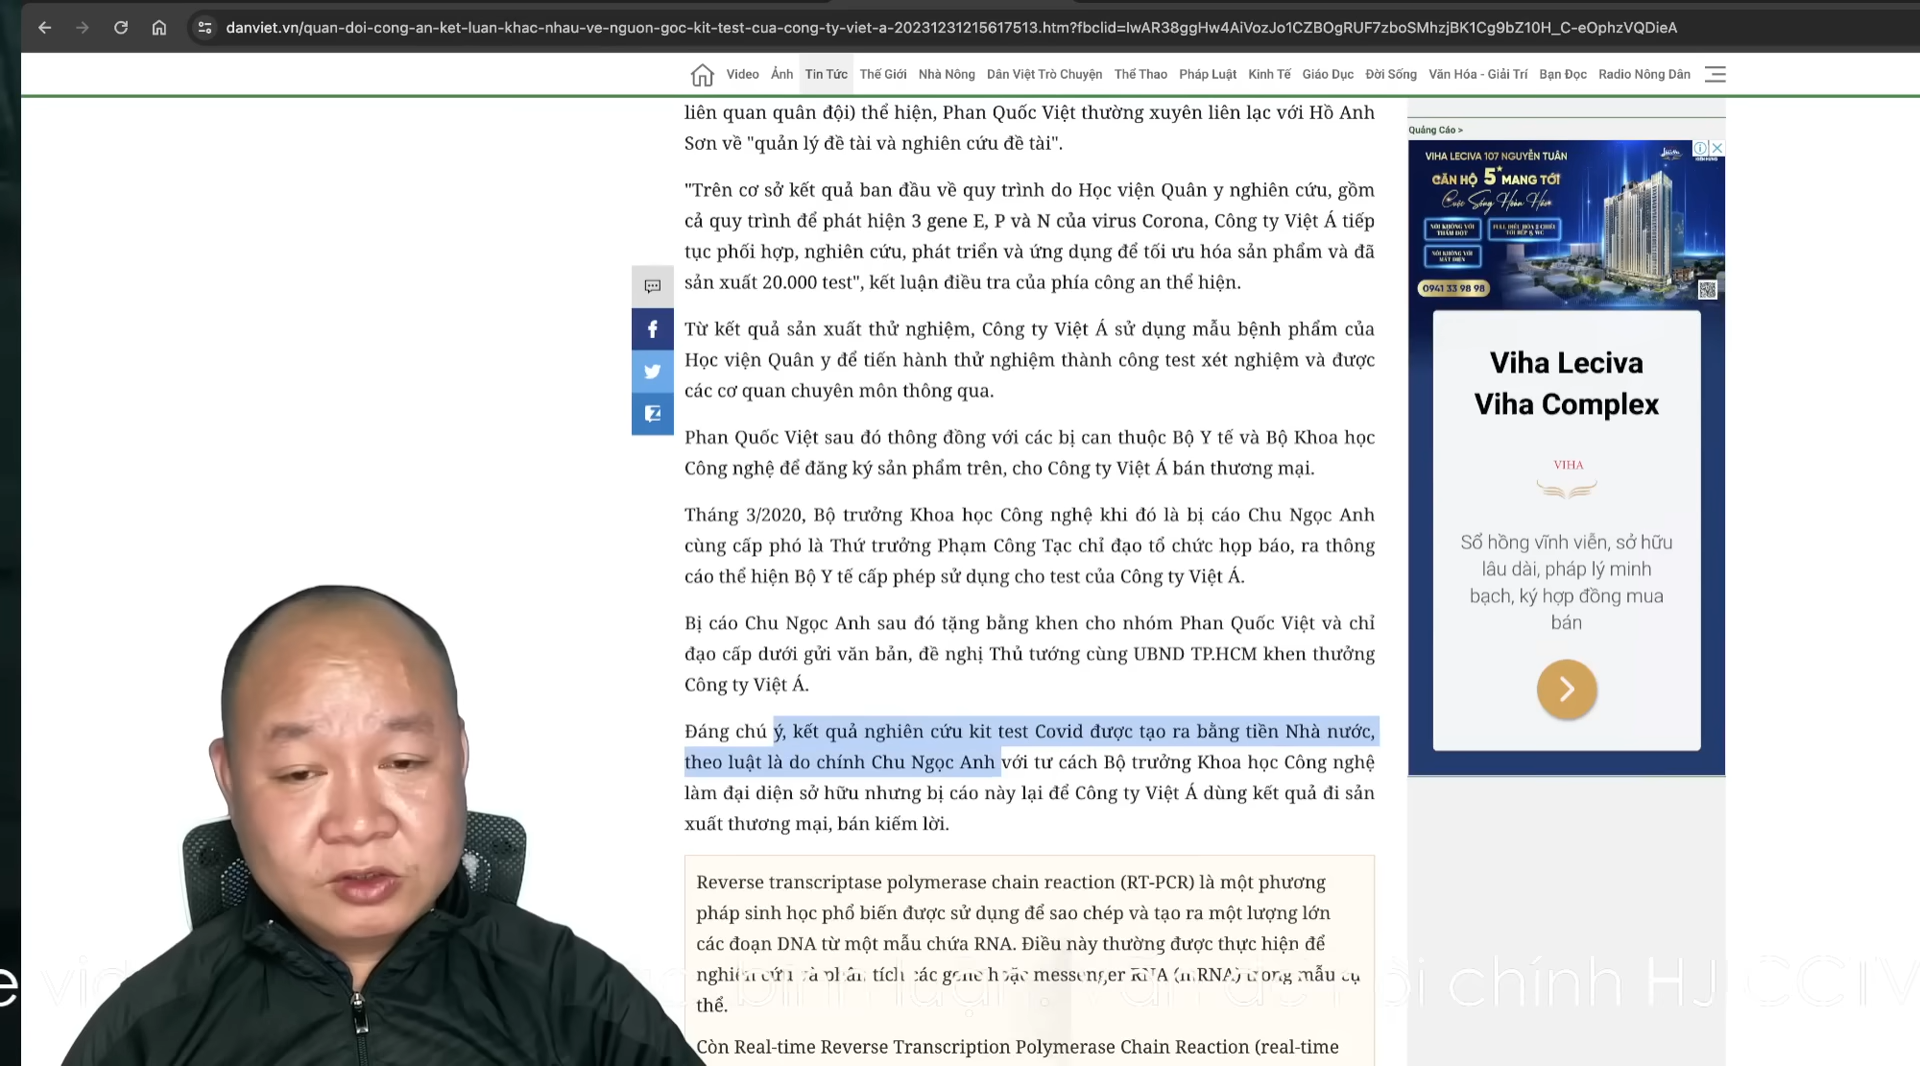 danviet.vn/quan-doi-cong-an-ket-luan-khac-nhau-ve-nguon-goc-kit-test-cua-cong-ty-viet-a-20231231215617513.htm?fbclid=IwAR38ggHw4AiVozJo1CZBOgRUF7zboSMhzjBK1Cg9bZ10H_C-eOphzVQDieA
Video Ảnh Tin Tức Thế Giới Nhà Nông Dân Việt Trò Chuyện Thể Thao Pháp Luật Kinh Tế Giáo Dục Đời Sống Văn Hóa - Giải Trí Bạn Đọc Radio Nông Dân
liên quan quân đội) thể hiện, Phan Quốc Việt thường xuyên liên lạc với Hồ Anh
Sơn về "quản lý đề tài và nghiên cứu đề tài".
"Trên cơ sở kết quả ban đầu về quy trình do Học viện Quân y nghiên cứu, gồm
cả quy trình để phát hiện 3 gene E, P và N của virus Corona, Công ty Việt Á tiếp
tục phối hợp, nghiên cứu, phát triển và ứng dụng để tối ưu hóa sản phẩm và đã
sản xuất 20.000 test", kết luận điều tra của phía công an thể hiện.
Từ kết quả sản xuất thử nghiệm, Công ty Việt Á sử dụng mẫu bệnh phẩm của
Học viện Quân y để tiến hành thử nghiệm thành công test xét nghiệm và được
các cơ quan chuyên môn thông qua.
Phan Quốc Việt sau đó thông đồng với các bị can thuộc Bộ Y tế và Bộ Khoa học
Công nghệ để đăng ký sản phẩm trên, cho Công ty Việt Á bán thương mại.
Tháng 3/2020, Bộ trưởng Khoa học Công nghệ khi đó là bị cáo Chu Ngọc Anh
cùng cấp phó là Thứ trưởng Phạm Công Tạc chỉ đạo tổ chức họp báo, ra thông
cáo thể hiện Bộ Y tế cấp phép sử dụng cho test của Công ty Việt Á.
Bị cáo Chu Ngọc Anh sau đó tặng bằng khen cho nhóm Phan Quốc Việt và chỉ
đạo cấp dưới gửi văn bản, đề nghị Thủ tướng cùng UBND TP.HCM khen thưởng
Công ty Việt Á.
Đáng chú ý, kết quả nghiên cứu kit test Covid được tạo ra bằng tiền Nhà nước,
theo luật là do chính Chu Ngọc Anh với tư cách Bộ trưởng Khoa học Công nghệ
làm đại diện sở hữu nhưng bị cáo này lại để Công ty Việt Á dùng kết quả đi sản
xuất thương mại, bán kiếm lời.
Reverse transcriptase polymerase chain reaction (RT-PCR) là một phương
pháp sinh học phổ biến được sử dụng để sao chép và tạo ra một lượng lớn
các đoạn DNA từ một mẫu chứa RNA. Điều này thường được thực hiện để
nghiên cứu và phân tích các gene hoặc messenger RNA (mRNA) trong mẫu cụ
thể.
Còn Real-time Reverse Transcription Polymerase Chain Reaction (real-time
Quảng Cáo >
VIHA LECIVA 107 NGUYỄN TUÂN
CĂN HỘ 5* MANG TỚI
Cuộc Sống Hoàn Hảo
0941 33 98 98
Viha Leciva
Viha Complex
VIHA
Sổ hồng vĩnh viễn, sở hữu
lâu dài, pháp lý minh
bạch, ký hợp đồng mua
bán
chính HJ CCTV